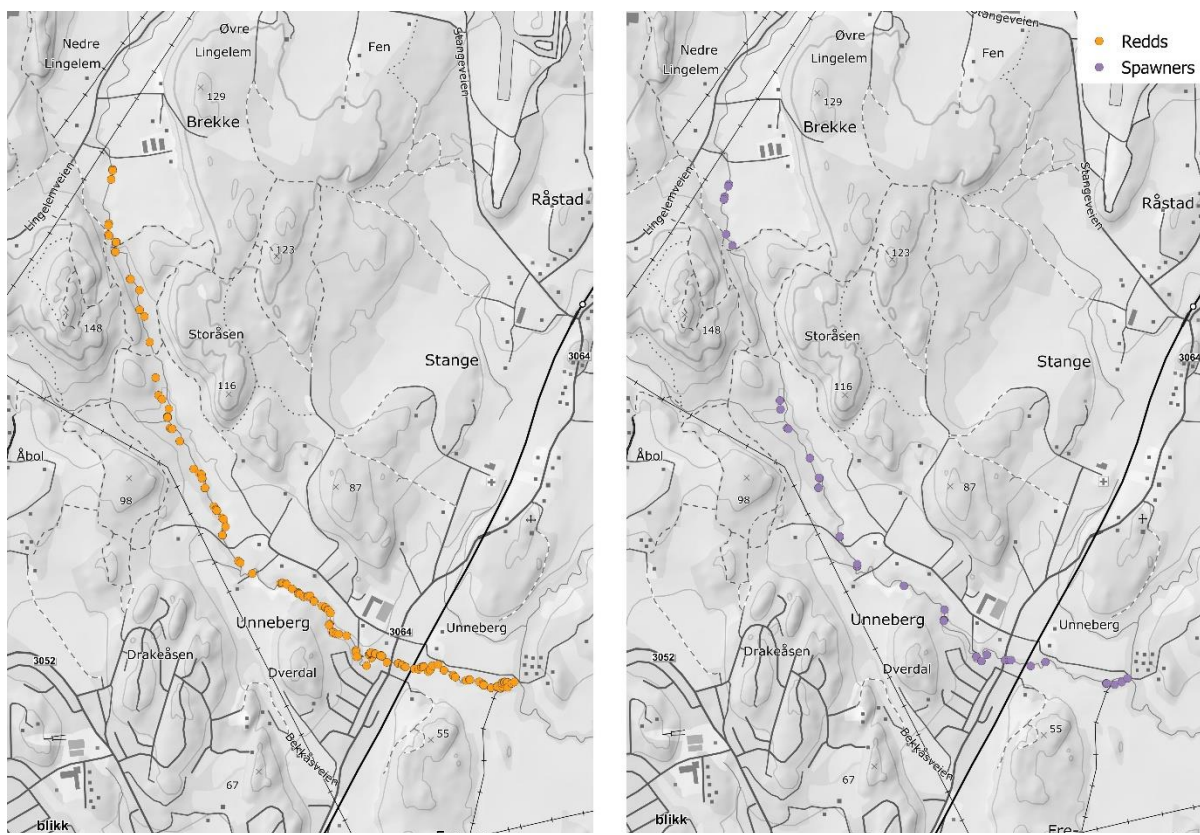 Nedre
Lingelem
Øvre
Lingelem
Fen
Stangeveien
129
Brekke
Råstad
Lingelemveien
123
148
Storåsen
Stange
3064
116
Åbol
98
87
Unneberg
3064
Unneberg
3052
Drakeåsen
Dverdal
55
Bekkåsveien
67
blikk
Stangeveien
Nedre
Lingelem
Øvre
Lingelem
Fen
Redds
Spawners
129
Brekke
Stangeveien
Råstad
Lingelemveien
123
148
Storåsen
Stange
3064
116
Åbol
98
87
Unneberg
Unneberg
3052
Drakeåsen
Dverdal
55
Bekkåsveien
67
blikk